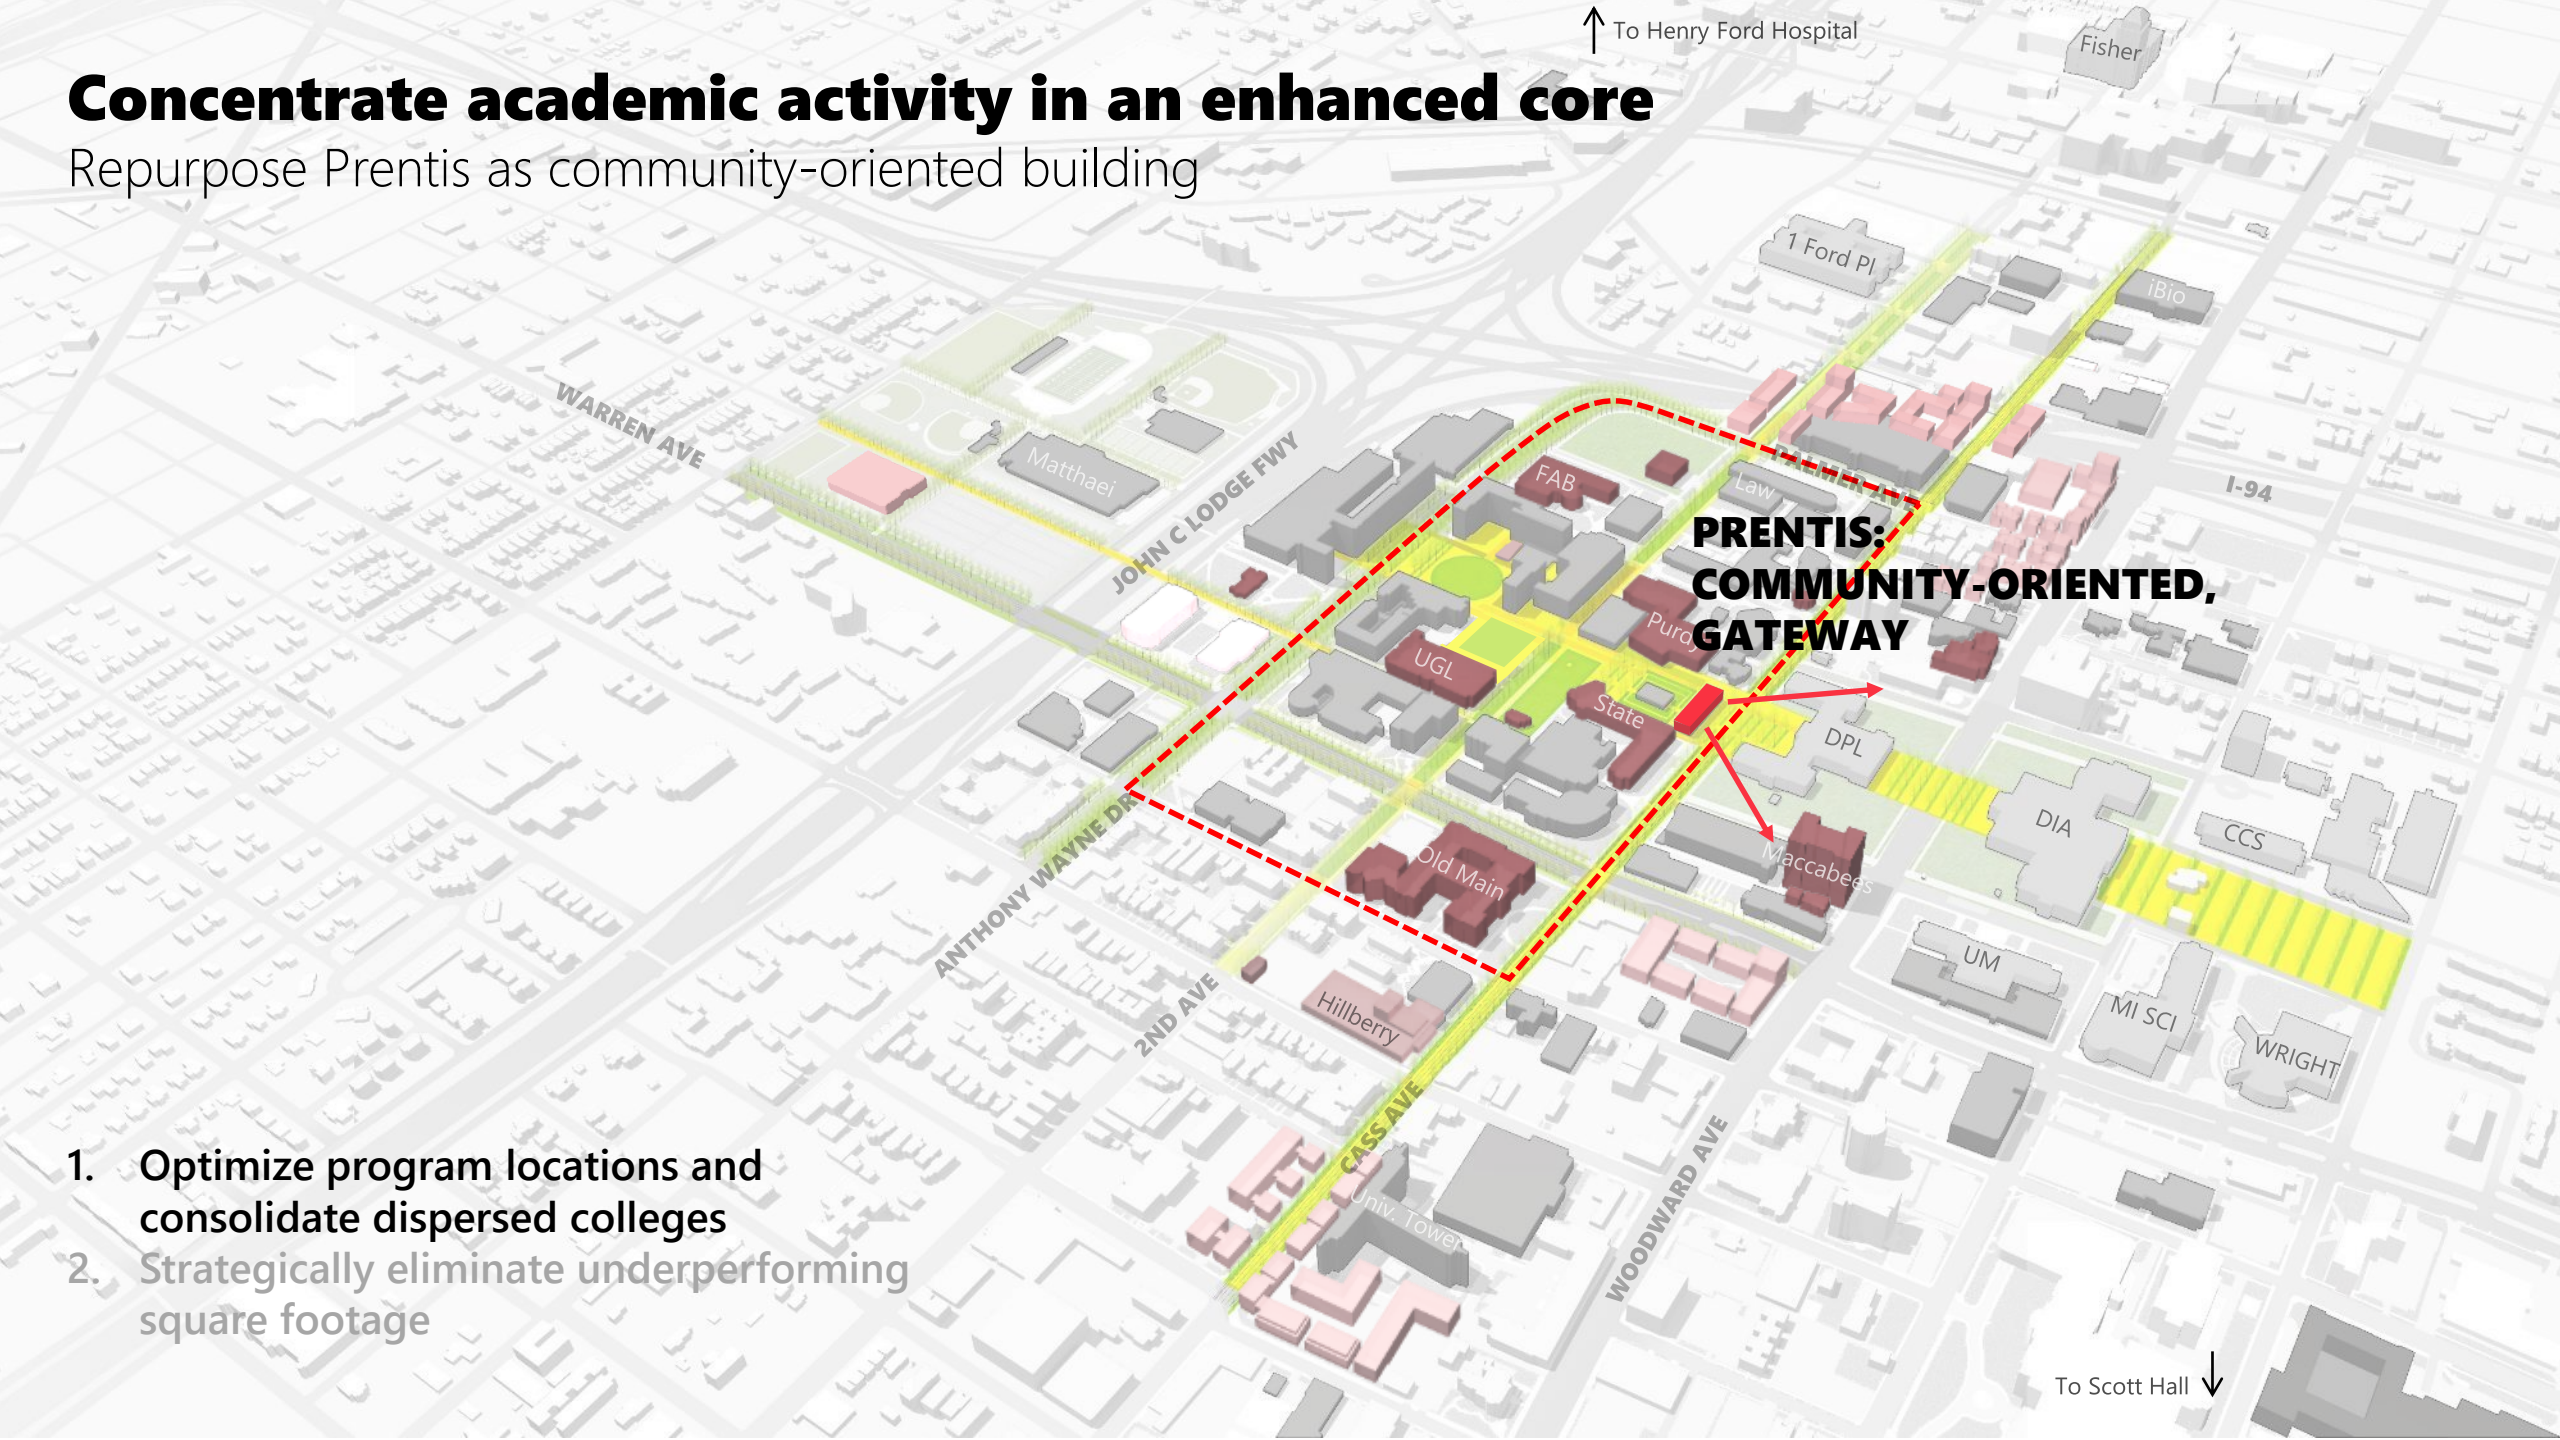 To Henry Ford Hospital
Fisher
Concentrate academic activity in an enhanced core
Repurpose Prentis as community-oriented building
1 Ford Pl
iBio
WARREN AVE
Matthaei
JOHN C LODGE FWY
FAB
Law
PALMER AVE
I-94
PRENTIS:
COMMUNITY-ORIENTED,
GATEWAY
Purdy
UGL
State
DPL
DIA
CCS
Maccabees
Old Main
ANTHONY WAYNE DR
2ND AVE
Hillberry
UM
MI SCI
WRIGHT
CASS AVE
Univ. Tower
WOODWARD AVE
1. Optimize program locations and
consolidate dispersed colleges
2. Strategically eliminate underperforming
square footage
To Scott Hall